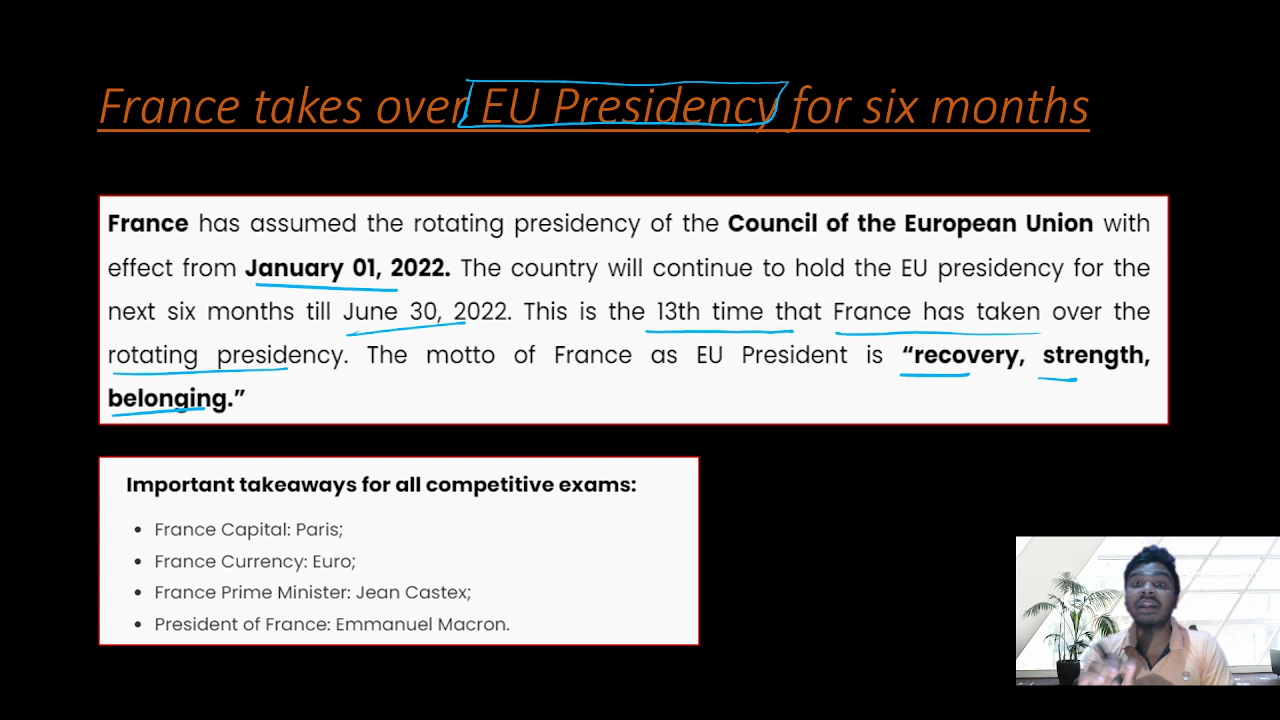 France takes over EU Presidency for six months
France has assumed the rotating presidency of the Council of the European Union with
effect from January 01, 2022. The country will continue to hold the EU presidency for the
next six months till June 30, 2022. This is the 13th time that France has taken over the
rotating presidency. The motto of France as EU President is “recovery, strength,
belonging.”
Important takeaways for all competitive exams:
• France Capital: Paris;
• France Currency: Euro;
• France Prime Minister: Jean Castex;
• President of France: Emmanuel Macron.